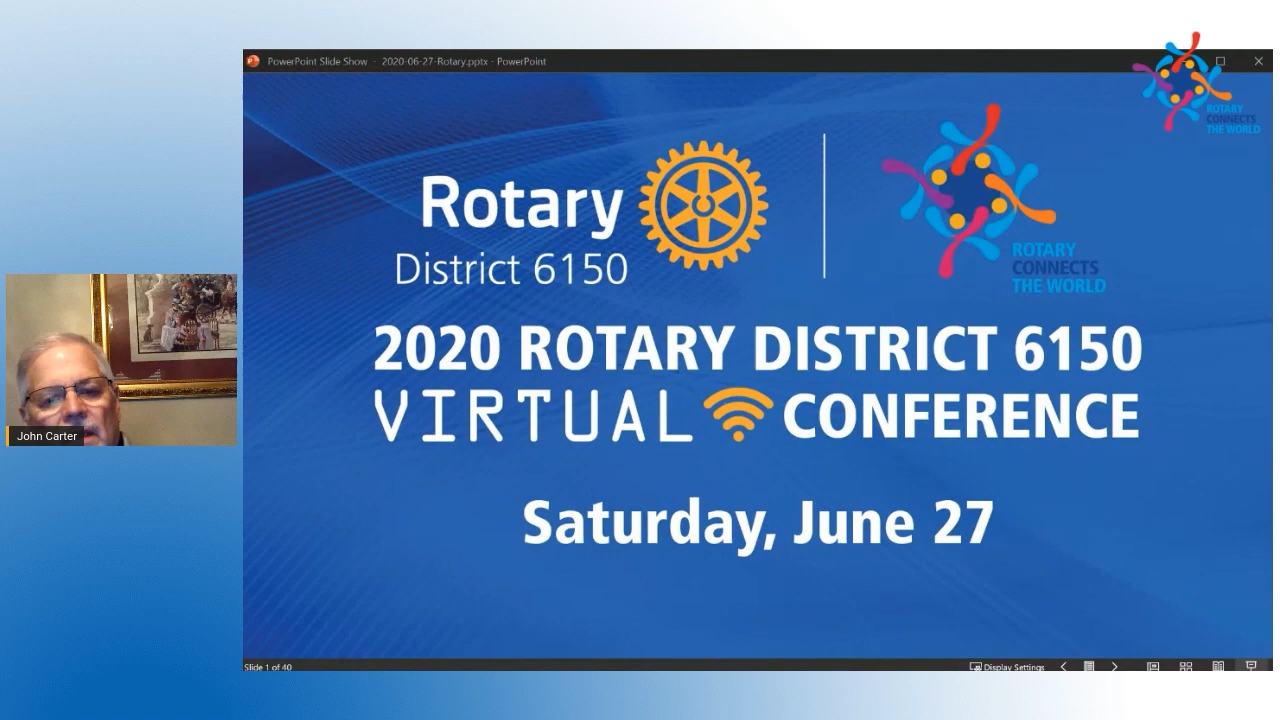 PowerPoint Slide Show - 2020-06-27-Rotary.pptx - PowerPoint
ROTARY
CONNECTS
THE WORLD
Rotary
District 6150
ROTARY
CONNECTS
THE WORLD
2020 ROTARY DISTRICT 6150
VIRTUAL CONFERENCE
Saturday, June 27
John Carter
Slide 1 of 40
Display Settings